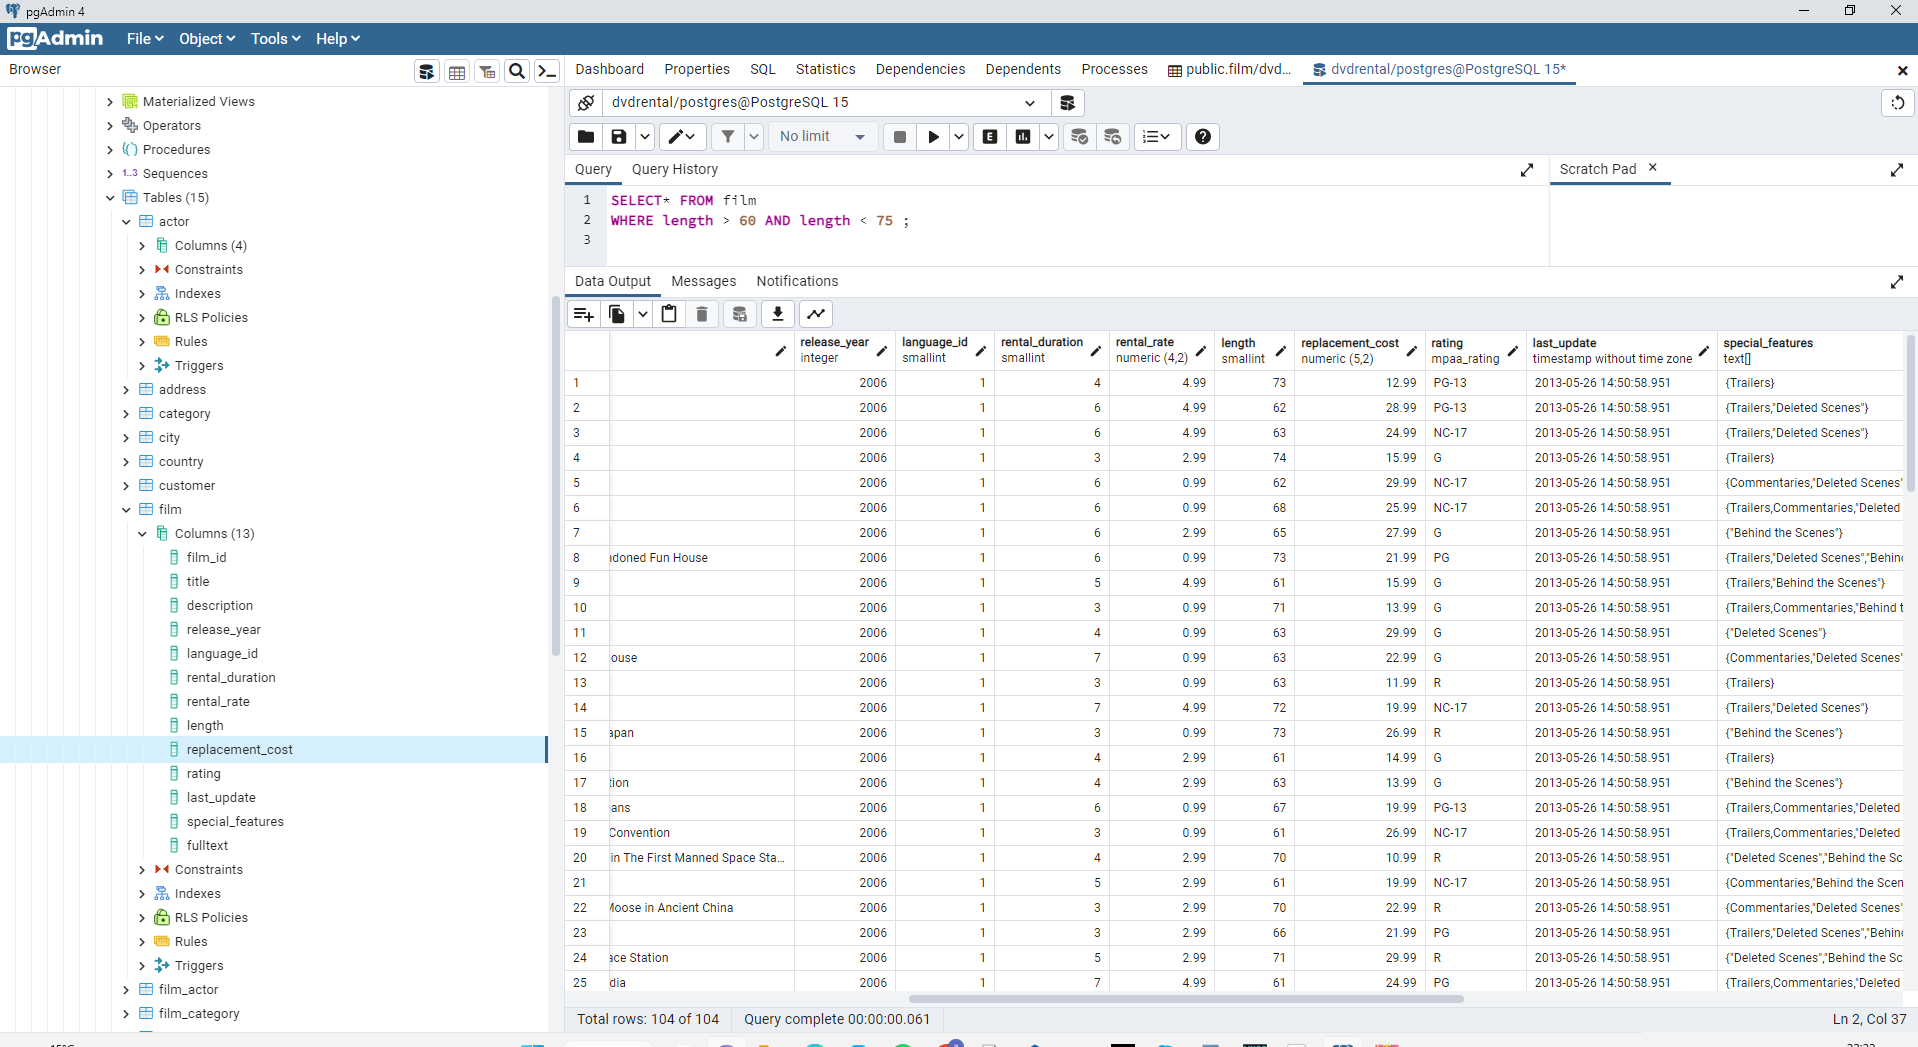 pgAdmin 4
pgAdmin File Object Tools Help
Browser
Dashboard Properties SQL Statistics Dependencies Dependents Processes public.film/dvd... dvdrental/postgres@PostgreSQL 15*
Materialized Views
Operators
Procedures
1..3 Sequences
Tables (15)
actor
Columns (4)
Constraints
Indexes
RLS Policies
Rules
Triggers
address
category
city
country
customer
film
Columns (13)
film_id
title
description
release_year
language_id
rental_duration
rental_rate
length
replacement_cost
rating
last_update
special_features
fulltext
Constraints
Indexes
RLS Policies
Rules
Triggers
film_actor
film_category
dvdrental/postgres@PostgreSQL 15
No limit E
Query Query History
Scratch Pad
1 SELECT* FROM film
2 WHERE length > 60 AND length < 75 ;
3
Data Output Messages Notifications
release_year language_id rental_duration rental_rate length replacement_cost rating last_update special_features
integer smallint smallint numeric (4,2) smallint numeric (5,2) mpaa_rating timestamp without time zone text[]
1 2006 1 4 4.99 73 12.99 PG-13 2013-05-26 14:50:58.951 {Trailers}
2 2006 1 6 4.99 62 28.99 PG-13 2013-05-26 14:50:58.951 {Trailers,"Deleted Scenes"}
3 2006 1 6 4.99 63 24.99 NC-17 2013-05-26 14:50:58.951 {Trailers,"Deleted Scenes"}
4 2006 1 3 2.99 74 15.99 G 2013-05-26 14:50:58.951 {Trailers}
5 2006 1 6 0.99 62 29.99 NC-17 2013-05-26 14:50:58.951 {Commentaries,"Deleted Scenes"
6 2006 1 6 0.99 68 25.99 NC-17 2013-05-26 14:50:58.951 {Trailers,Commentaries,"Deleted
7 2006 1 6 2.99 65 27.99 G 2013-05-26 14:50:58.951 {"Behind the Scenes"}
8 ndoned Fun House 2006 1 6 0.99 73 21.99 PG 2013-05-26 14:50:58.951 {Trailers,"Deleted Scenes","Behin
9 2006 1 5 4.99 61 15.99 G 2013-05-26 14:50:58.951 {Trailers,"Behind the Scenes"}
10 2006 1 3 0.99 71 13.99 G 2013-05-26 14:50:58.951 {Trailers,Commentaries,"Behind t
11 2006 1 4 0.99 63 29.99 G 2013-05-26 14:50:58.951 {"Deleted Scenes"}
12 ouse 2006 1 7 0.99 63 22.99 G 2013-05-26 14:50:58.951 {Commentaries,"Deleted Scenes"
13 2006 1 3 0.99 63 11.99 R 2013-05-26 14:50:58.951 {Trailers}
14 2006 1 7 4.99 72 19.99 NC-17 2013-05-26 14:50:58.951 {Trailers,"Deleted Scenes"}
15 apan 2006 1 3 0.99 73 26.99 R 2013-05-26 14:50:58.951 {"Behind the Scenes"}
16 2006 1 4 2.99 61 14.99 G 2013-05-26 14:50:58.951 {Trailers}
17 tion 2006 1 4 2.99 63 13.99 G 2013-05-26 14:50:58.951 {"Behind the Scenes"}
18 ans 2006 1 6 0.99 67 19.99 PG-13 2013-05-26 14:50:58.951 {Trailers,Commentaries,"Deleted
19 Convention 2006 1 3 0.99 61 26.99 NC-17 2013-05-26 14:50:58.951 {Trailers,Commentaries,"Deleted
20 in The First Manned Space Sta... 2006 1 4 2.99 70 10.99 R 2013-05-26 14:50:58.951 {"Deleted Scenes","Behind the Sc
21 2006 1 5 2.99 61 19.99 NC-17 2013-05-26 14:50:58.951 {Commentaries,"Behind the Scen
22 Moose in Ancient China 2006 1 3 2.99 70 22.99 R 2013-05-26 14:50:58.951 {Commentaries,"Deleted Scenes"
23 2006 1 3 2.99 66 21.99 PG 2013-05-26 14:50:58.951 {Trailers,"Deleted Scenes","Behin
24 ace Station 2006 1 5 2.99 71 29.99 R 2013-05-26 14:50:58.951 {"Deleted Scenes","Behind the Sc
25 dia 2006 1 7 4.99 61 24.99 PG 2013-05-26 14:50:58.951 {Trailers,Commentaries,"Deleted
Total rows: 104 of 104 Query complete 00:00:00.061 Ln 2, Col 37